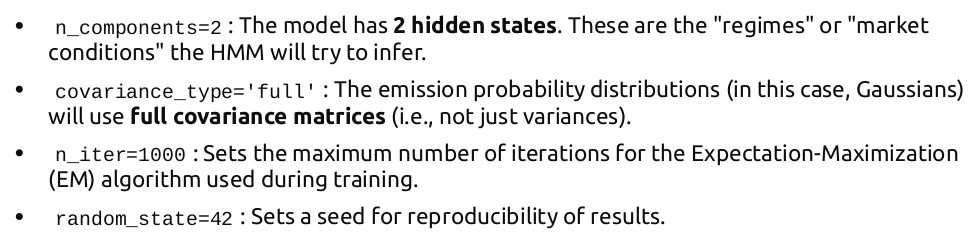 • n_components=2 : The model has 2 hidden states. These are the "regimes" or "market
conditions" the HMM will try to infer.
• covariance_type='full' : The emission probability distributions (in this case, Gaussians)
will use full covariance matrices (i.e., not just variances).
• n_iter=1000 : Sets the maximum number of iterations for the Expectation-Maximization
(EM) algorithm used during training.
• random_state=42 : Sets a seed for reproducibility of results.